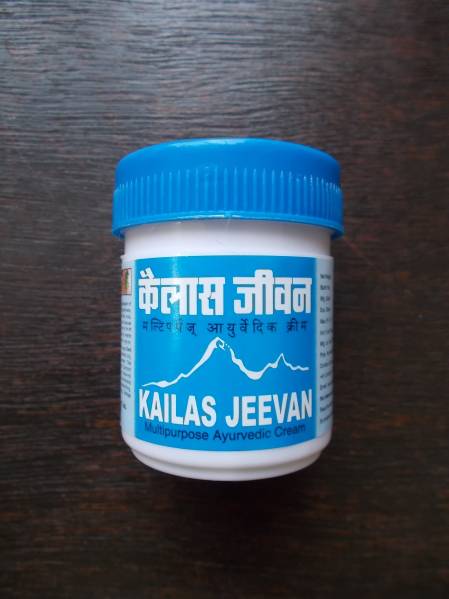 कैलास जीवन
मल्टिपर्पज् आयुर्वेदिक क्रीम
KAILAS JEEVAN
Multipurpose Ayurvedic Cream